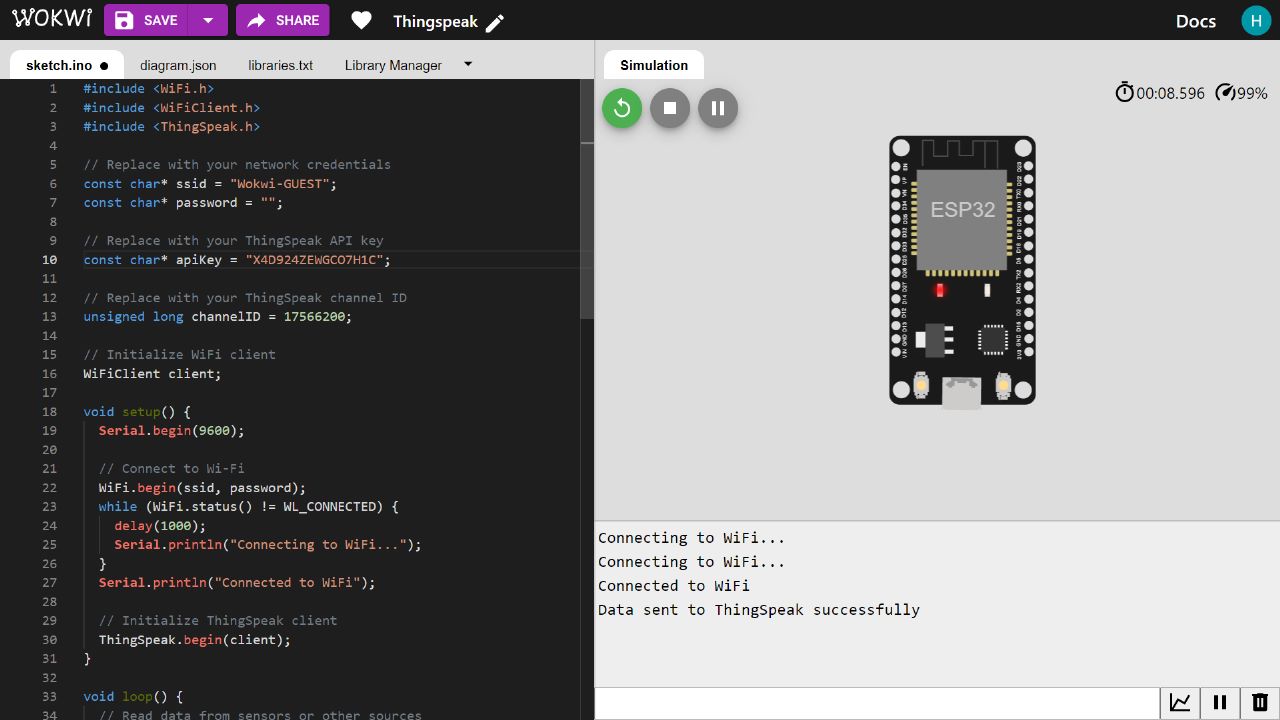 WOKWI
SAVE
SHARE
Thingspeak
Docs
H
sketch.ino
diagram.json
libraries.txt
Library Manager
1 #include <WiFi.h>
2 #include <WiFiClient.h>
3 #include <ThingSpeak.h>
4
5 // Replace with your network credentials
6 const char* ssid = "Wokwi-GUEST";
7 const char* password = "";
8
9 // Replace with your ThingSpeak API key
10 const char* apiKey = "X4D924ZEWGCO7H1C";
11
12 // Replace with your ThingSpeak channel ID
13 unsigned long channelID = 17566200;
14
15 // Initialize WiFi client
16 WiFiClient client;
17
18 void setup() {
19 Serial.begin(9600);
20
21 // Connect to Wi-Fi
22 WiFi.begin(ssid, password);
23 while (WiFi.status() != WL_CONNECTED) {
24 delay(1000);
25 Serial.println("Connecting to WiFi...");
26 }
27 Serial.println("Connected to WiFi");
28
29 // Initialize ThingSpeak client
30 ThingSpeak.begin(client);
31 }
32
33 void loop() {
34 // Read data from sensors or other sources
Simulation
00:08.596
99%
ESP32
Connecting to WiFi...
Connecting to WiFi...
Connected to WiFi
Data sent to ThingSpeak successfully